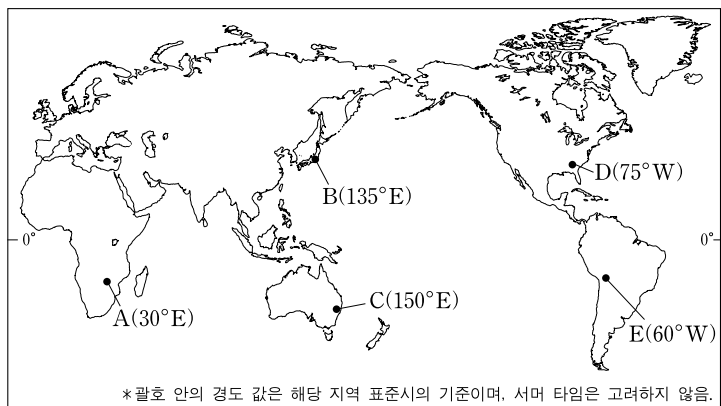 D(75°W)
B(135°E)
0° 0°
C(150°E)
A(30°E)
E(60°W)
*괄호 안의 경도 값은 해당 지역 표준시의 기준이며, 서머 타임은 고려하지 않음.